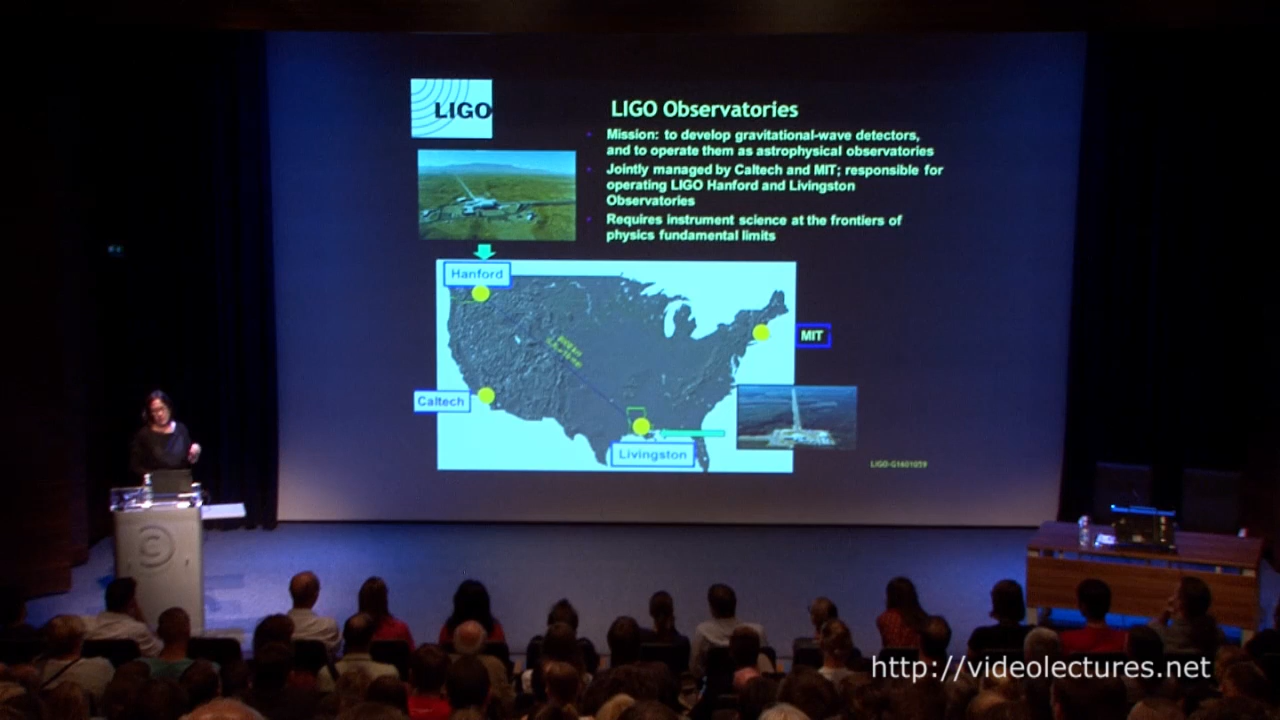 LIGO
LIGO Observatories
Mission: to develop gravitational-wave detectors,
and to operate them as astrophysical observatories
Jointly managed by Caltech and MIT; responsible for
operating LIGO Hanford and Livingston
Observatories
Requires instrument science at the frontiers of
physics fundamental limits
Hanford
MIT
Caltech
Livingston
LIGO-G1601059
http://videolectures.net